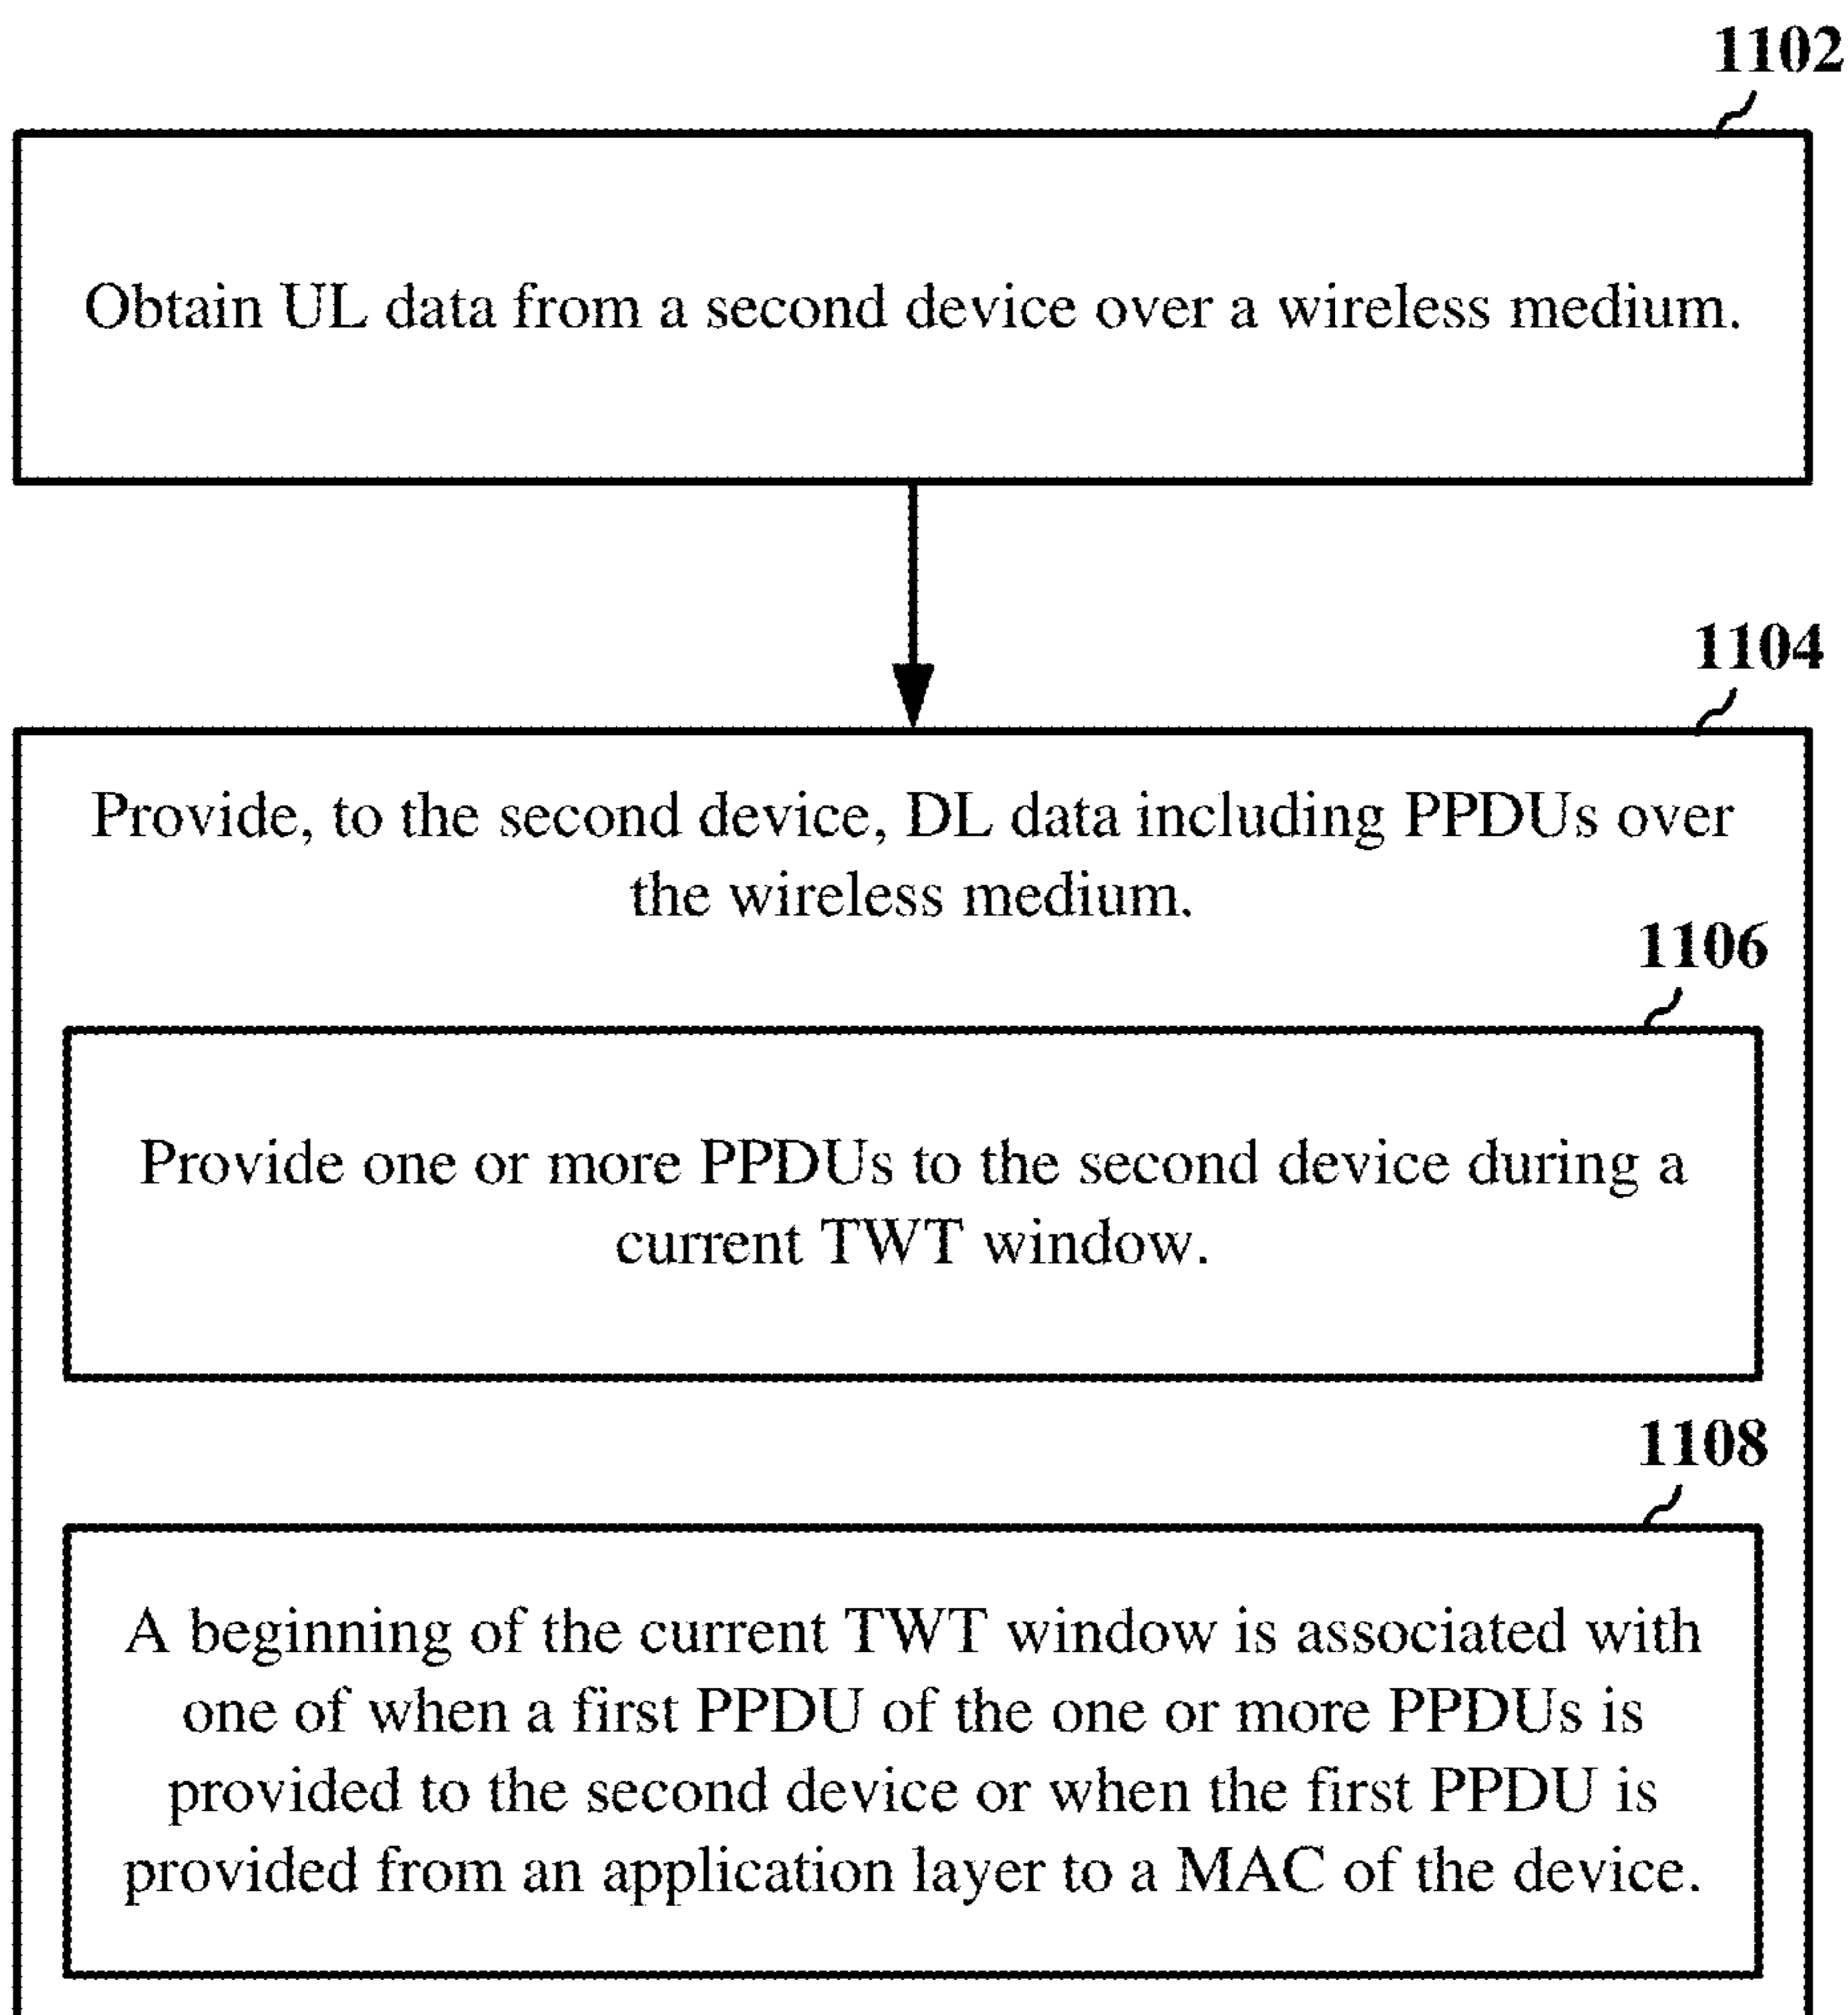 1102
Obtain UL data from a second device over a wireless medium.
1104
Provide, to the second device, DL data including PPDUs over
the wireless medium.
1106
Provide one or more PPDUs to the second device during a
current TWT window.
1108
A beginning of the current TWT window is associated with
one of when a first PPDU of the one or more PPDUs is
provided to the second device or when the first PPDU is
provided from an application layer to a MAC of the device.